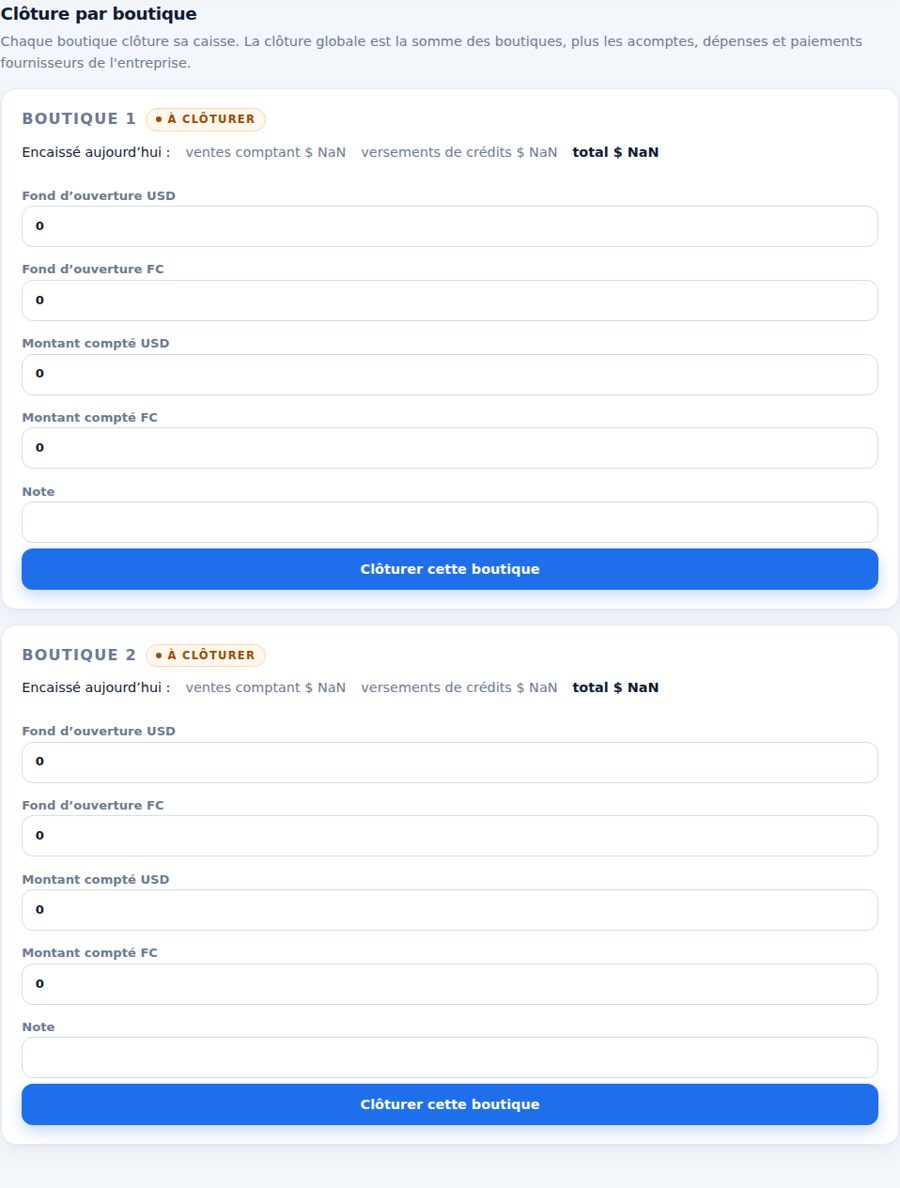 Clôture par boutique
Chaque boutique clôture sa caisse. La clôture globale est la somme des boutiques, plus les acomptes, dépenses et paiements
fournisseurs de l'entreprise.
BOUTIQUE 1 À CLÔTURER
Encaissé aujourd’hui : ventes comptant $ NaN versements de crédits $ NaN total $ NaN
Fond d’ouverture USD
0
Fond d’ouverture FC
0
Montant compté USD
0
Montant compté FC
0
Note
Clôturer cette boutique
BOUTIQUE 2 À CLÔTURER
Encaissé aujourd’hui : ventes comptant $ NaN versements de crédits $ NaN total $ NaN
Fond d’ouverture USD
0
Fond d’ouverture FC
0
Montant compté USD
0
Montant compté FC
0
Note
Clôturer cette boutique